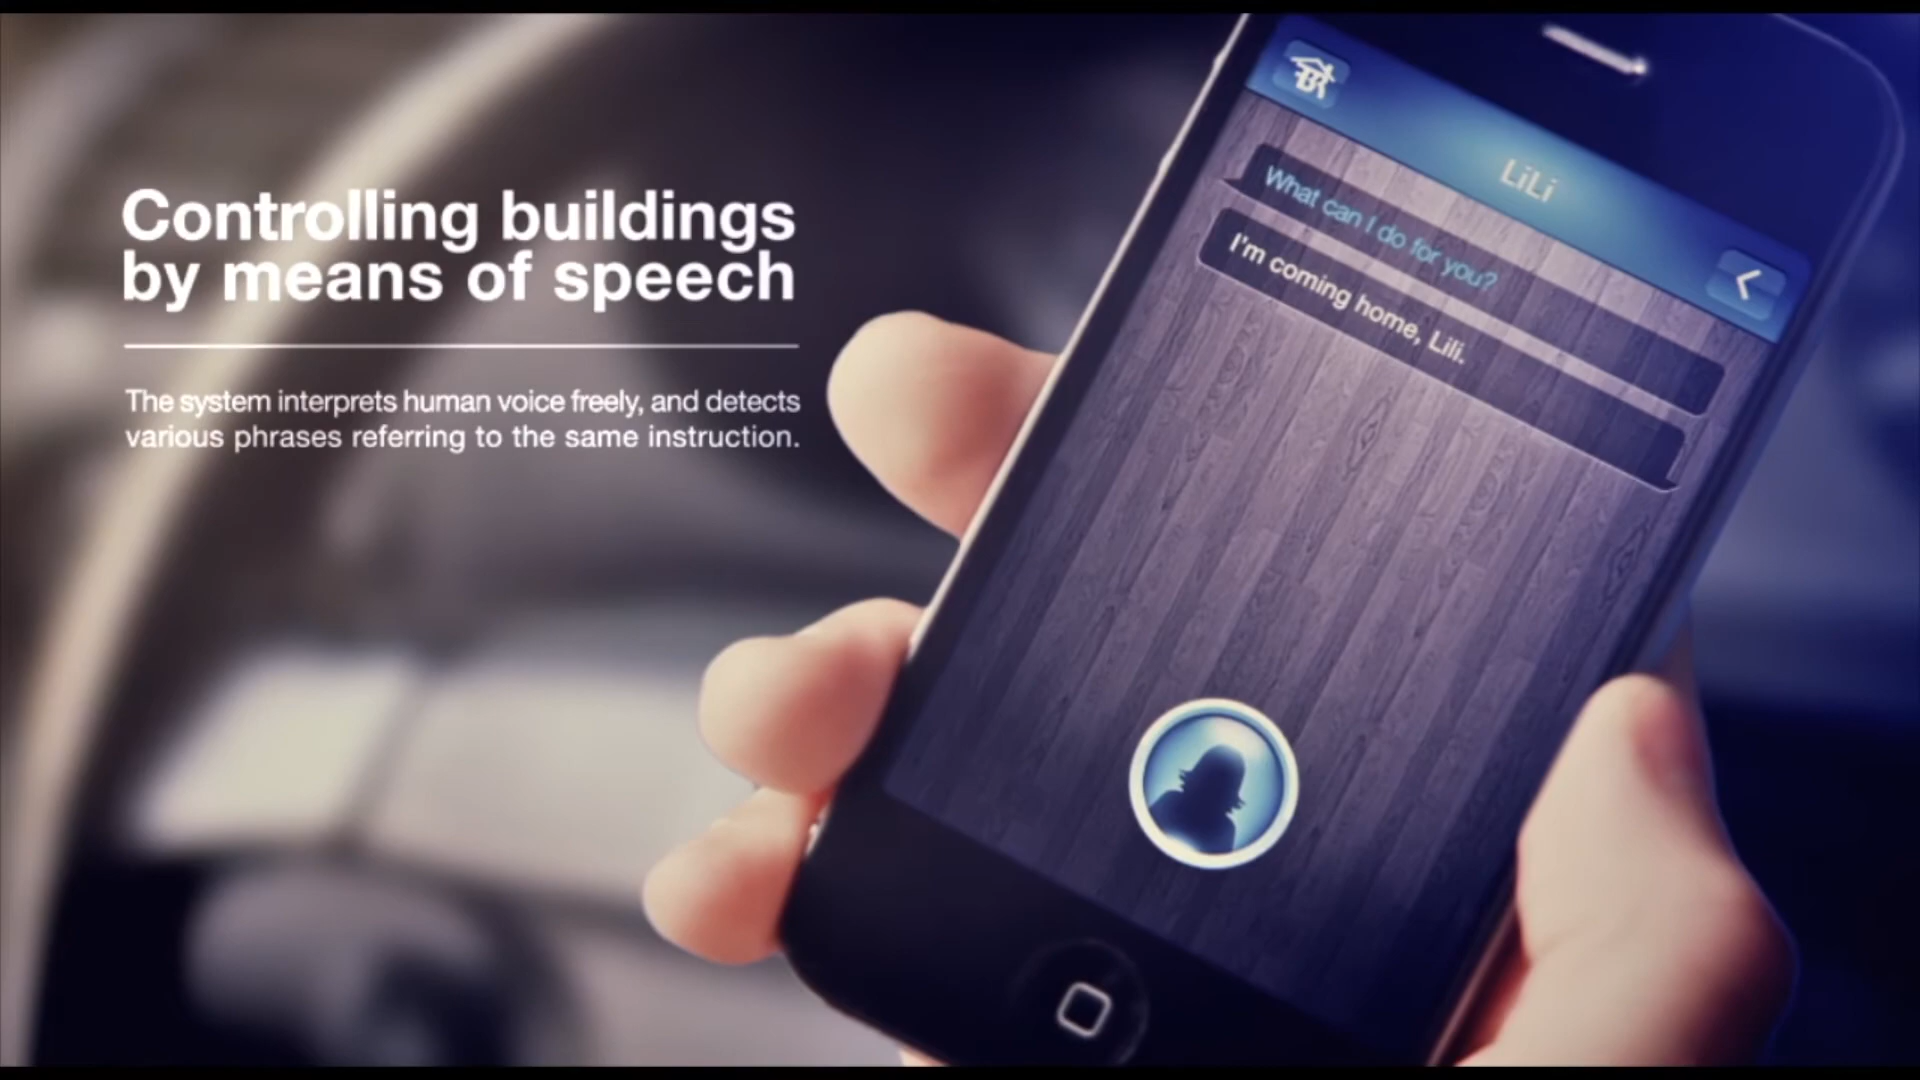 Controlling buildings
by means of speech
The system interprets human voice freely, and detects
various phrases referring to the same instruction.
LiLi
What can I do for you?
I'm coming home, Lili.